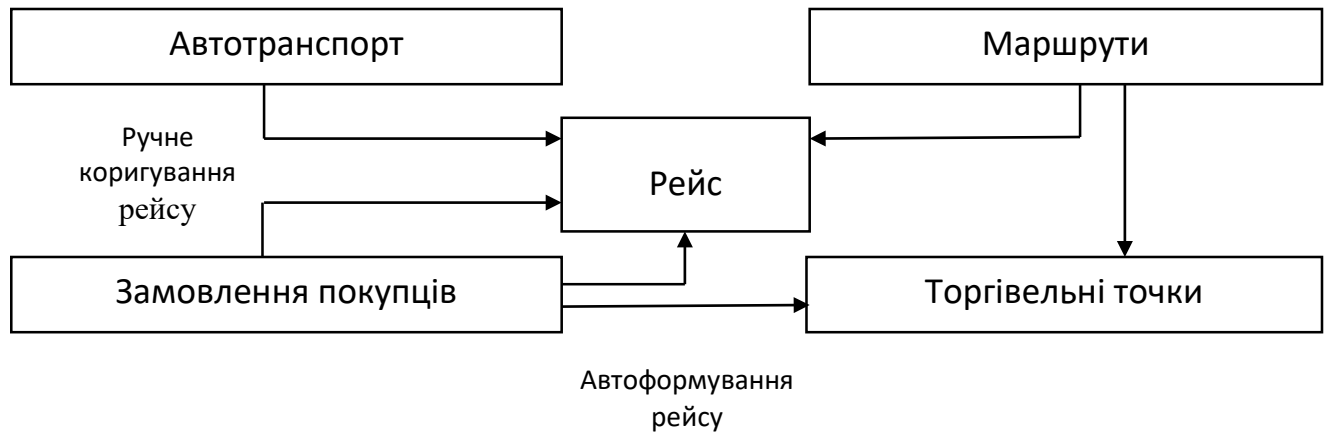 Автотранспорт
Маршрути
Ручне
коригування
рейсу
Рейс
Замовлення покупців
Торгівельні точки
Автоформування
рейсу